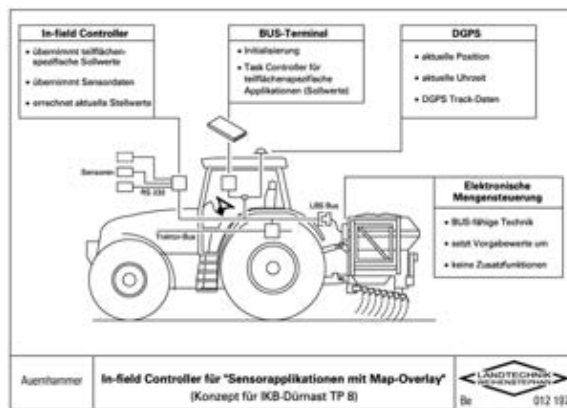 In-field Controller
• übernimmt teilflächen-
spezifische Sollwerte
• übernimmt Sensordaten
• errechnet aktuelle Stellwerte
BUS-Terminal
• Initialisierung
• Task Controller für
teilflächenspezifische
Applikationen (Sollwerte)
DGPS
• aktuelle Position
• aktuelle Uhrzeit
• DGPS Track-Daten
Sensoren
RS 232
Traktor-Bus
LBS Bus
Elektronische
Mengensteuerung
• BUS-fähige Technik
• setzt Vorgabewerte um
• keine Zusatzfunktionen
Auernhammer
In-field Controller für "Sensorapplikationen mit Map-Overlay"
(Konzept für IKB-Dürnast TP 8)
LANDTECHNIK
WEIHENSTEPHAN
Be
012 197